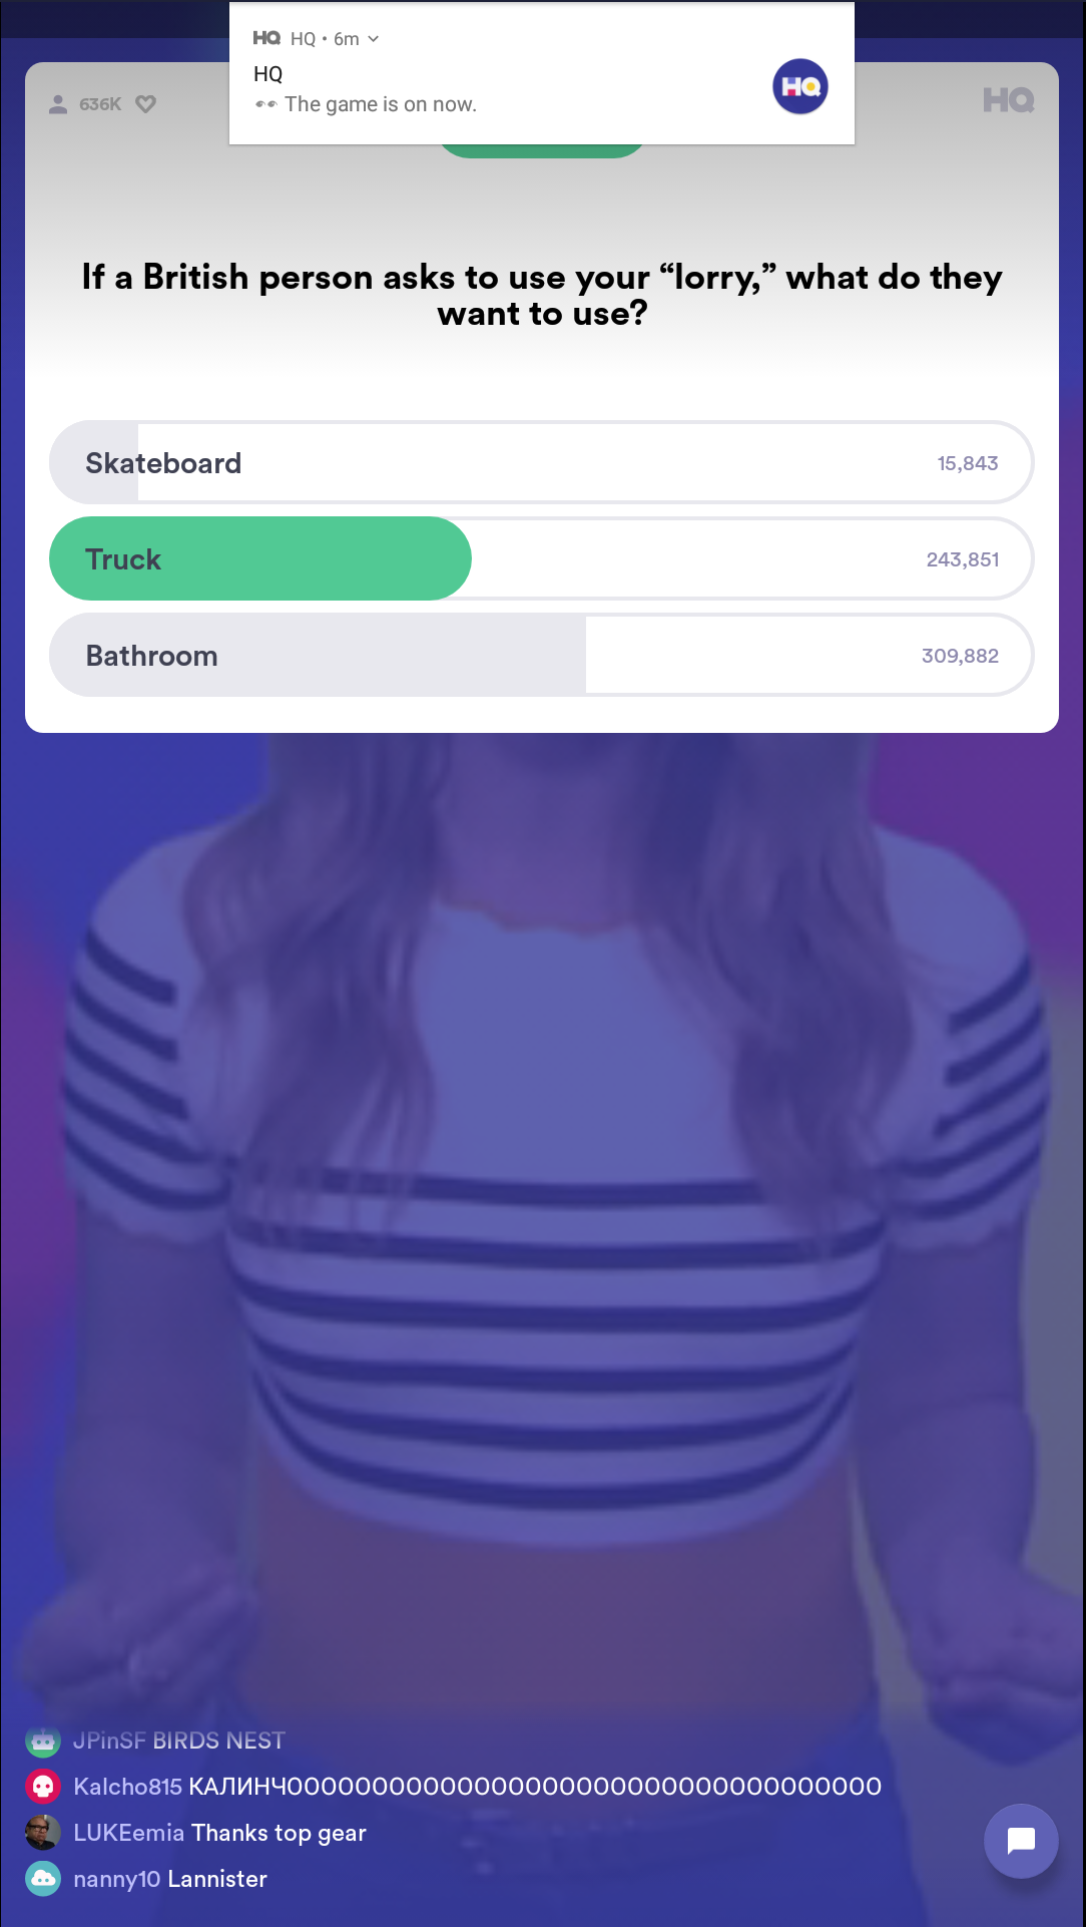 HQ HQ • 6m
HQ
👀 The game is on now.
HQ
636K
HQ
If a British person asks to use your “lorry,” what do they
want to use?
Skateboard 15,843
Truck 243,851
Bathroom 309,882
JPinSF BIRDS NEST
Kalcho815 КАЛИНЧ00000000000000000000000000000000000
LUKEemia Thanks top gear
nanny10 Lannister